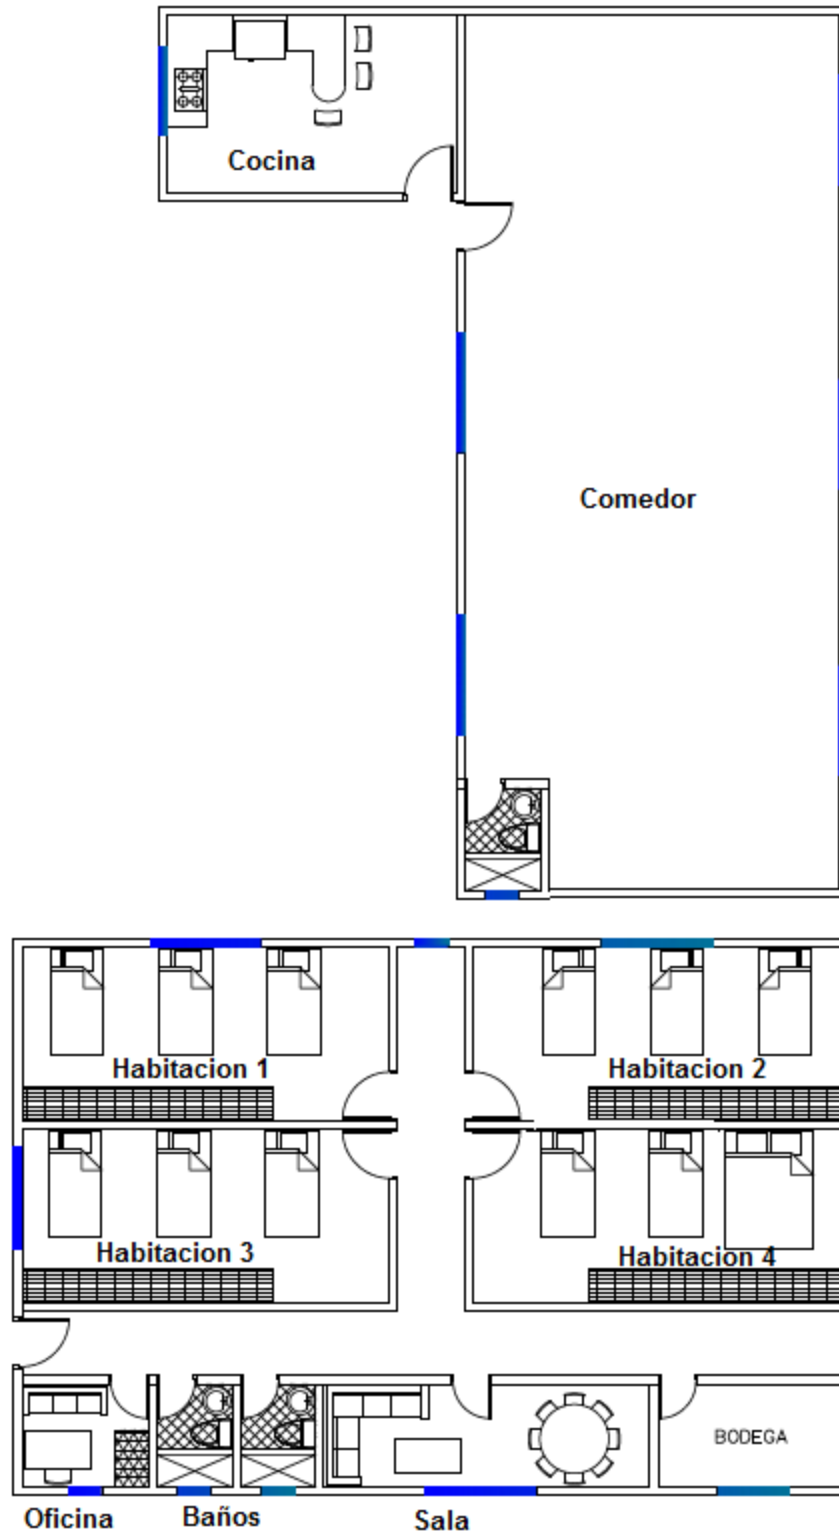 Cocina
Comedor
Habitacion 1
Habitacion 2
Habitacion 3
Habitacion 4
BODEGA
Oficina
Baños
Sala